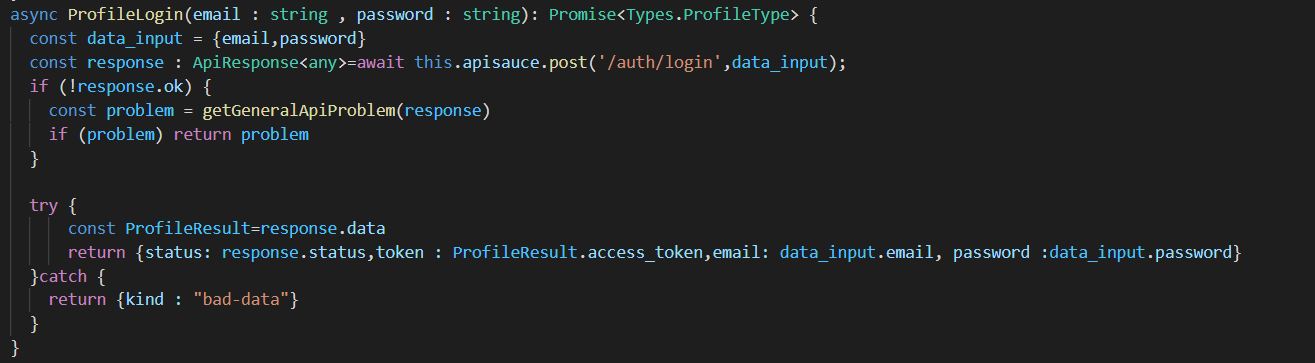 async ProfileLogin(email : string , password : string): Promise<Types.ProfileType> {
const data_input = {email,password}
const response : ApiResponse<any>=await this.apisauce.post('/auth/login',data_input);
if (!response.ok) {
const problem = getGeneralApiProblem(response)
if (problem) return problem
}
try {
const ProfileResult=response.data
return {status: response.status,token : ProfileResult.access_token,email: data_input.email, password :data_input.password}
}catch {
return {kind : "bad-data"}
}
}